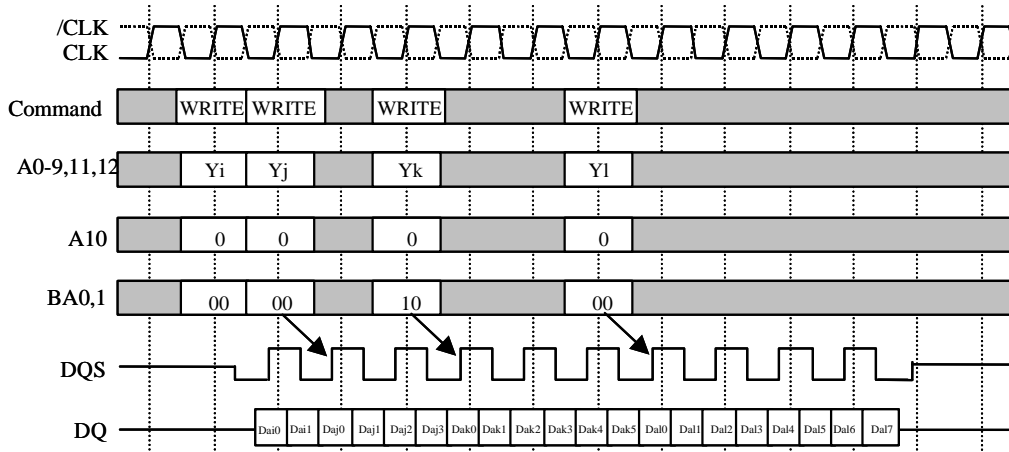 /CLK
CLK
Command WRITE WRITE WRITE WRITE
A0-9,11,12 Yi Yj Yk Yl
A10 0 0 0 0
BA0,1 00 00 10 00
DQS
DQ Dai0 Dai1 Daj0 Daj1 Daj2 Daj3 Dak0 Dak1 Dak2 Dak3 Dak4 Dak5 Dal0 Dal1 Dal2 Dal3 Dal4 Dal5 Dal6 Dal7